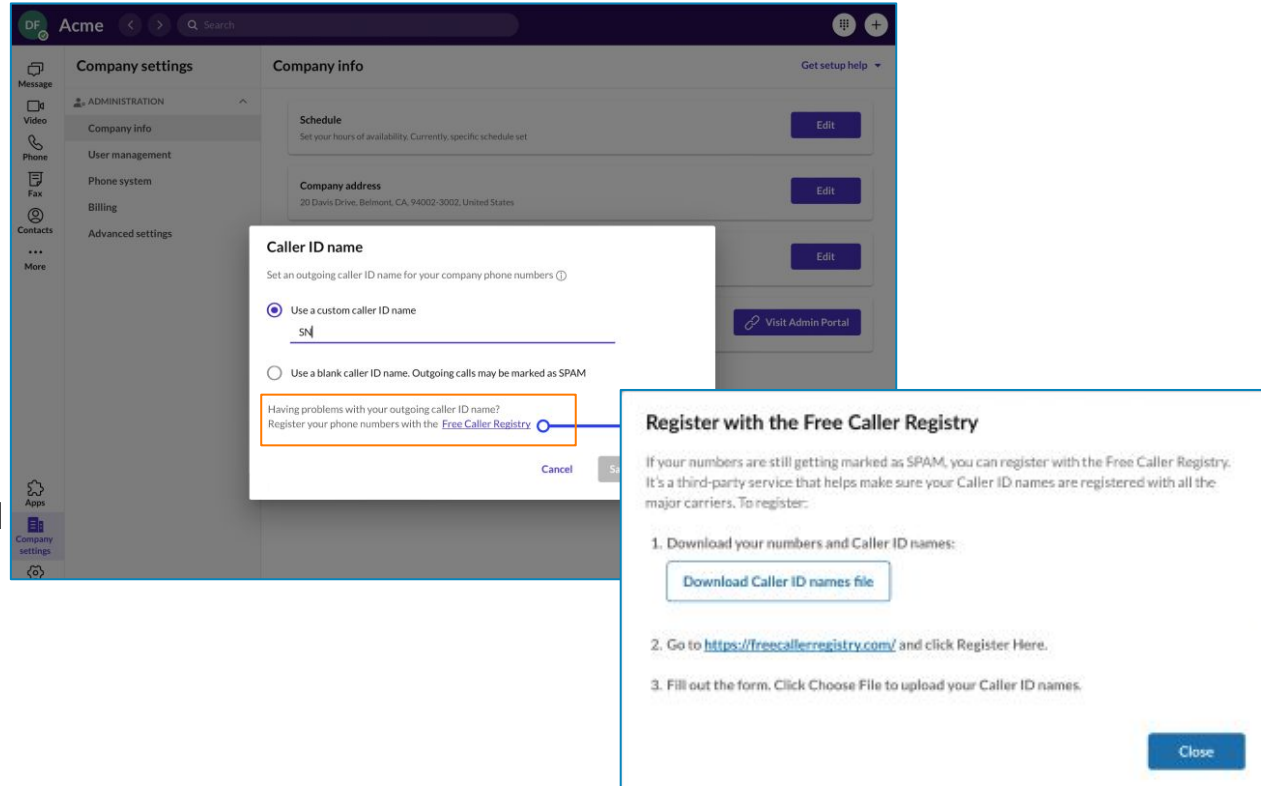 DF
Acme
Search
Message
Video
Phone
Fax
Contacts
More
Apps
Company
settings
Company settings
ADMINISTRATION
Company info
User management
Phone system
Billing
Advanced settings
Company info
Get setup help
Schedule
Set your hours of availability. Currently, specific schedule set
Edit
Company address
20 Davis Drive, Belmont, CA, 94002-3002, United States
Edit
Edit
Visit Admin Portal
Caller ID name
Set an outgoing caller ID name for your company phone numbers
Use a custom caller ID name
SN
Use a blank caller ID name. Outgoing calls may be marked as SPAM
Having problems with your outgoing caller ID name?
Register your phone numbers with the Free Caller Registry
Cancel
Register with the Free Caller Registry
If your numbers are still getting marked as SPAM, you can register with the Free Caller Registry.
It's a third-party service that helps make sure your Caller ID names are registered with all the
major carriers. To register:
1. Download your numbers and Caller ID names:
Download Caller ID names file
2. Go to https://freecallerregistry.com/ and click Register Here.
3. Fill out the form. Click Choose File to upload your Caller ID names.
Close